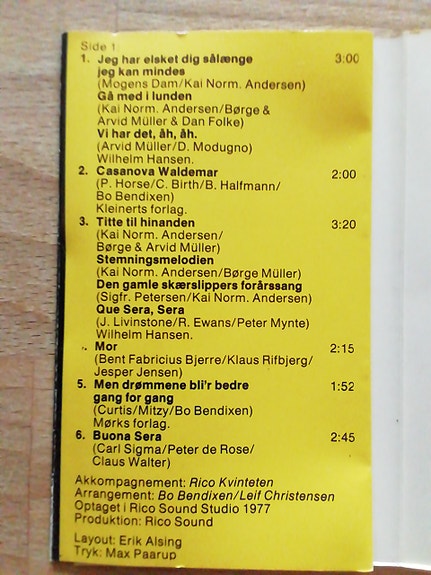 Side 1
1. Jeg har elsket dig sålænge 3:00
jeg kan mindes
(Mogens Dam/Kai Norm. Andersen)
Gå med i lunden
(Kai Norm. Andersen/Børge &
Arvid Müller & Dan Folke)
Vi har det, åh, åh.
(Arvid Müller/D. Modugno)
Wilhelm Hansen.
2. Casanova Waldemar 2:00
(P. Horse/C. Birth/B. Halfmann/
Bo Bendixen)
Kleinerts forlag.
3. Titte til hinanden 3:20
(Kai Norm. Andersen/
Børge & Arvid Müller)
Stemningsmelodien
(Kai Norm. Andersen/Børge Müller)
Den gamle skærslippers forårssang
(Sigfr. Petersen/Kai Norm. Andersen)
Que Sera, Sera
(J. Livinstone/R. Ewans/Peter Mynte)
Wilhelm Hansen.
. Mor 2:15
(Bent Fabricius Bjerre/Klaus Rifbjerg/
Jesper Jensen)
5. Men drømmene bli'r bedre 1:52
gang for gang
(Curtis/Mitzy/Bo Bendixen)
Mørks forlag.
6. Buona Sera 2:45
(Carl Sigma/Peter de Rose/
Claus Walter)
Akkompagnement: Rico Kvinteten
Arrangement: Bo Bendixen/Leif Christensen
Optaget i Rico Sound Studio 1977
Produktion: Rico Sound
Layout: Erik Alsing
Tryk: Max Paarup